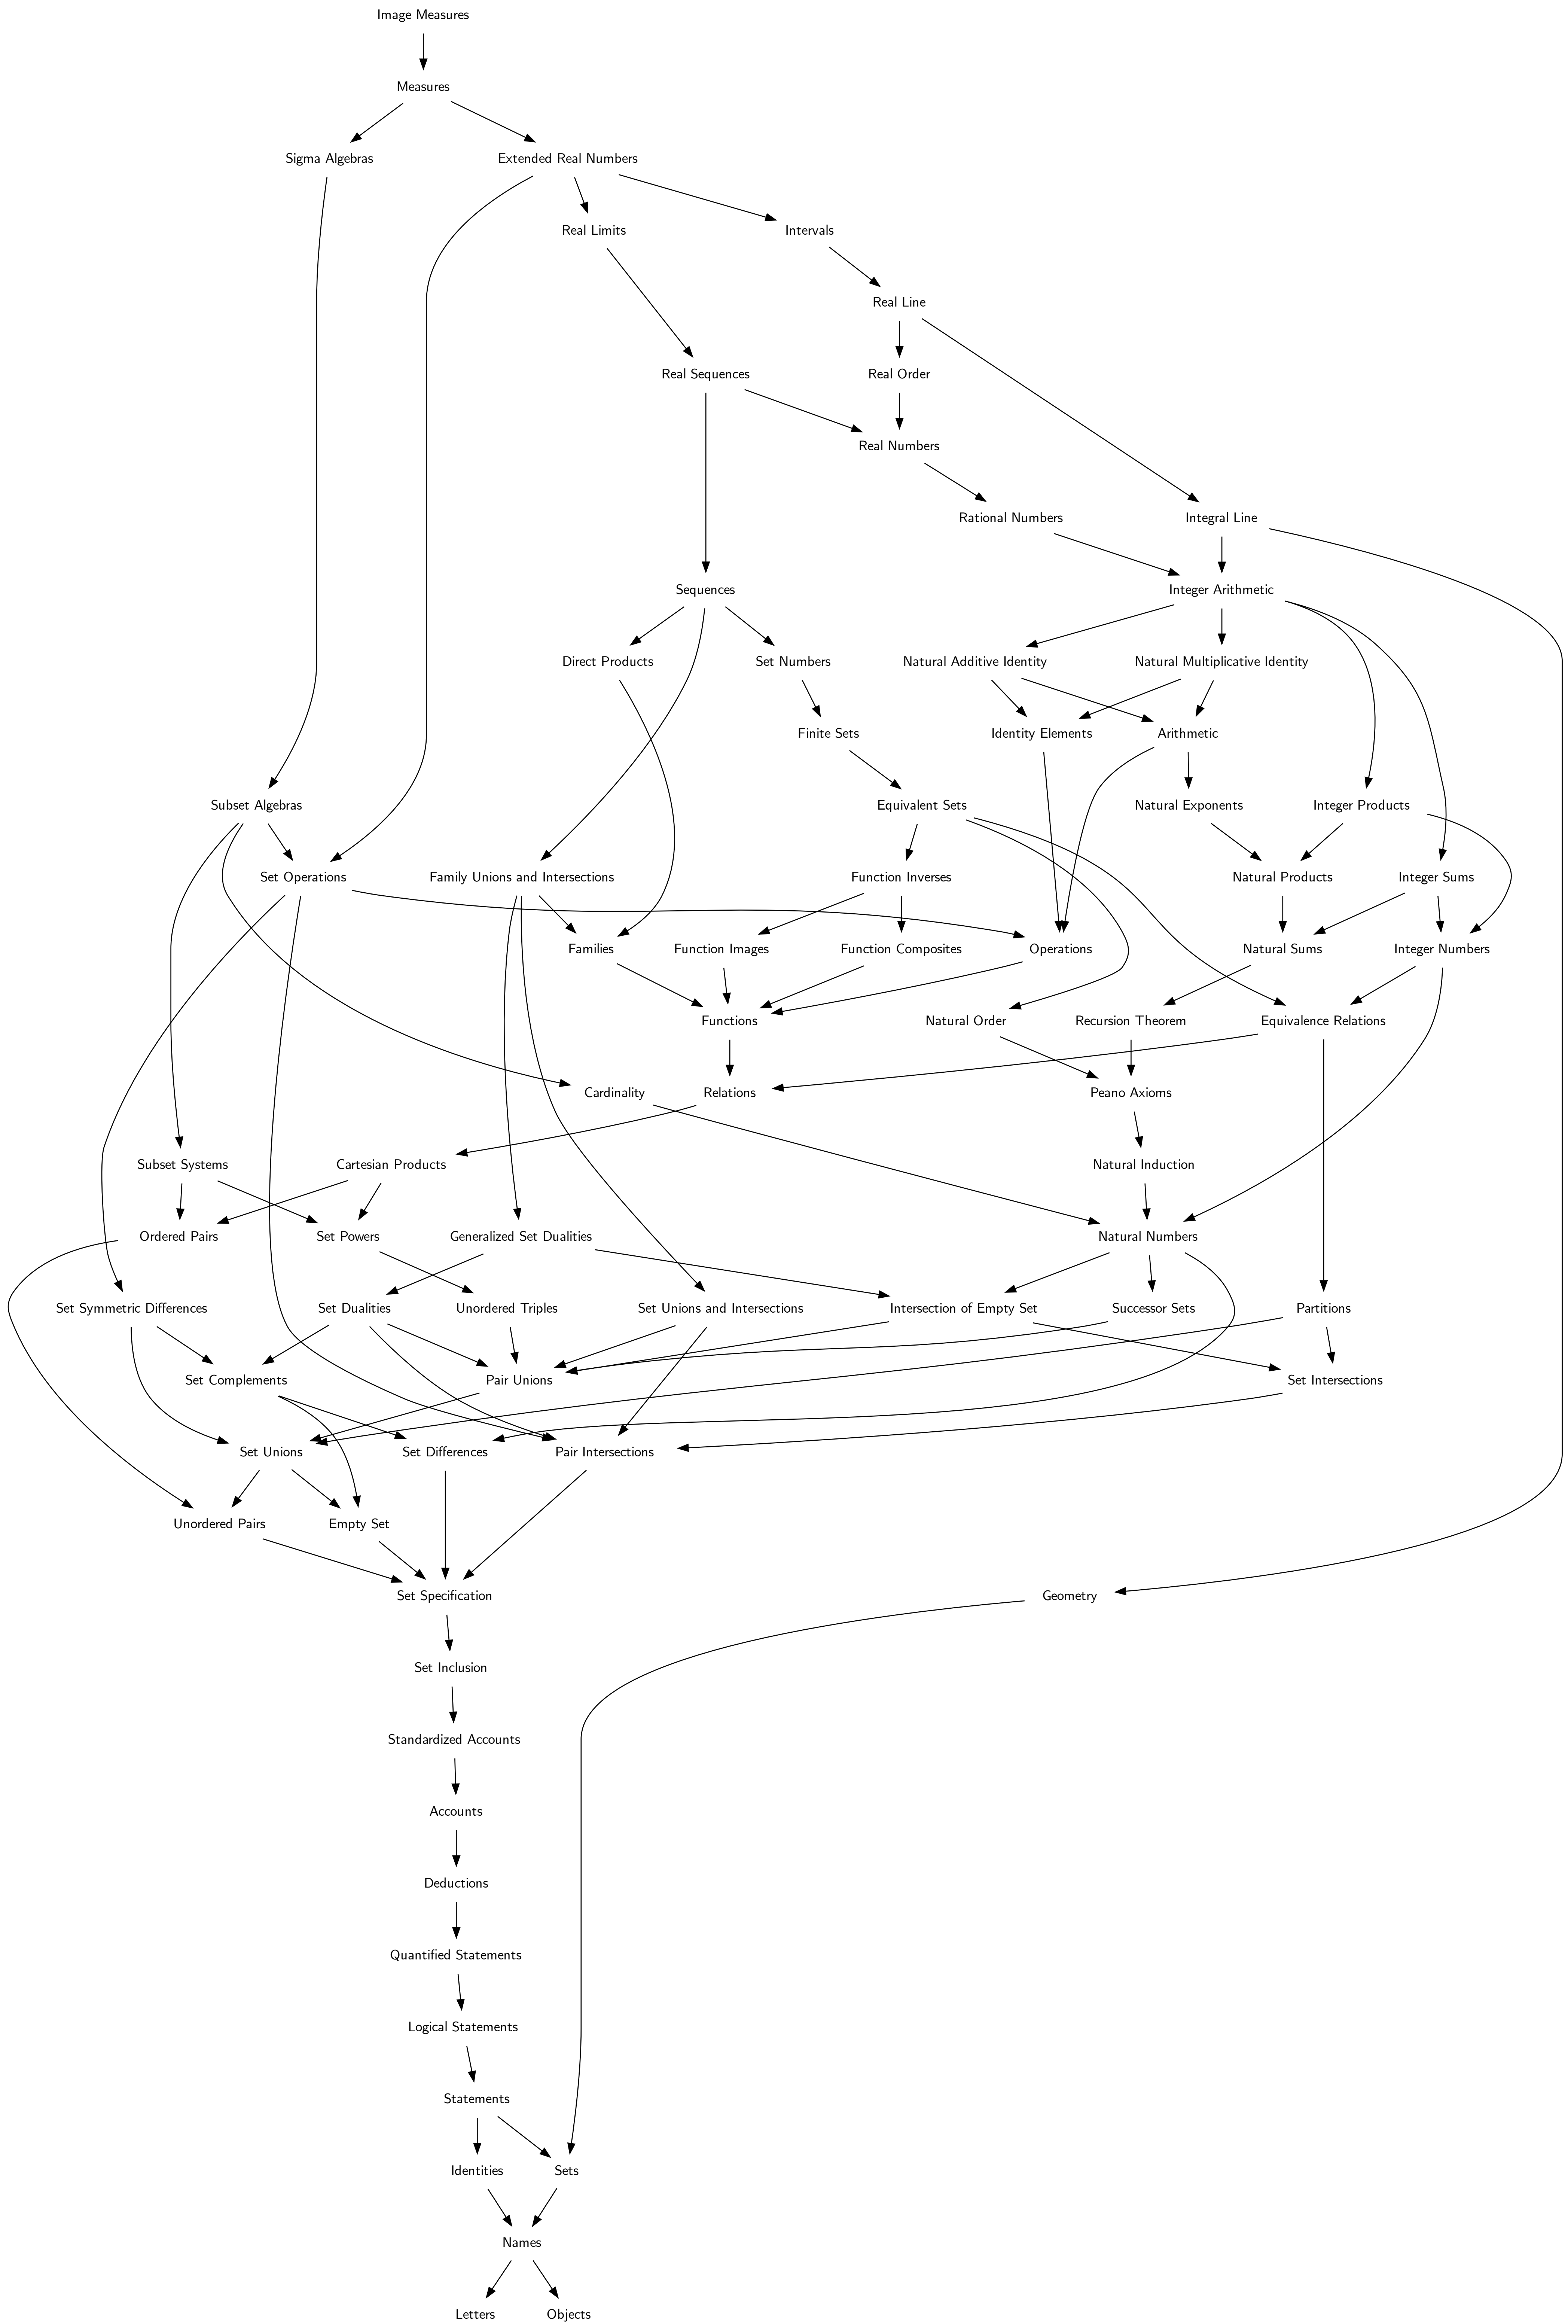 Image Measures
Measures
Sigma Algebras
Extended Real Numbers
Real Limits
Intervals
Real Line
Real Sequences
Real Order
Real Numbers
Rational Numbers
Integral Line
Sequences
Integer Arithmetic
Direct Products
Set Numbers
Natural Additive Identity
Natural Multiplicative Identity
Finite Sets
Identity Elements
Arithmetic
Subset Algebras
Equivalent Sets
Natural Exponents
Integer Products
Set Operations
Family Unions and Intersections
Function Inverses
Natural Products
Integer Sums
Families
Function Images
Function Composites
Operations
Natural Sums
Integer Numbers
Functions
Natural Order
Recursion Theorem
Equivalence Relations
Cardinality
Relations
Peano Axioms
Subset Systems
Cartesian Products
Natural Induction
Ordered Pairs
Set Powers
Generalized Set Dualities
Natural Numbers
Set Symmetric Differences
Set Dualities
Unordered Triples
Set Unions and Intersections
Intersection of Empty Set
Successor Sets
Partitions
Set Complements
Pair Unions
Set Intersections
Set Unions
Set Differences
Pair Intersections
Unordered Pairs
Empty Set
Set Specification
Geometry
Set Inclusion
Standardized Accounts
Accounts
Deductions
Quantified Statements
Logical Statements
Statements
Identities
Sets
Names
Letters
Objects